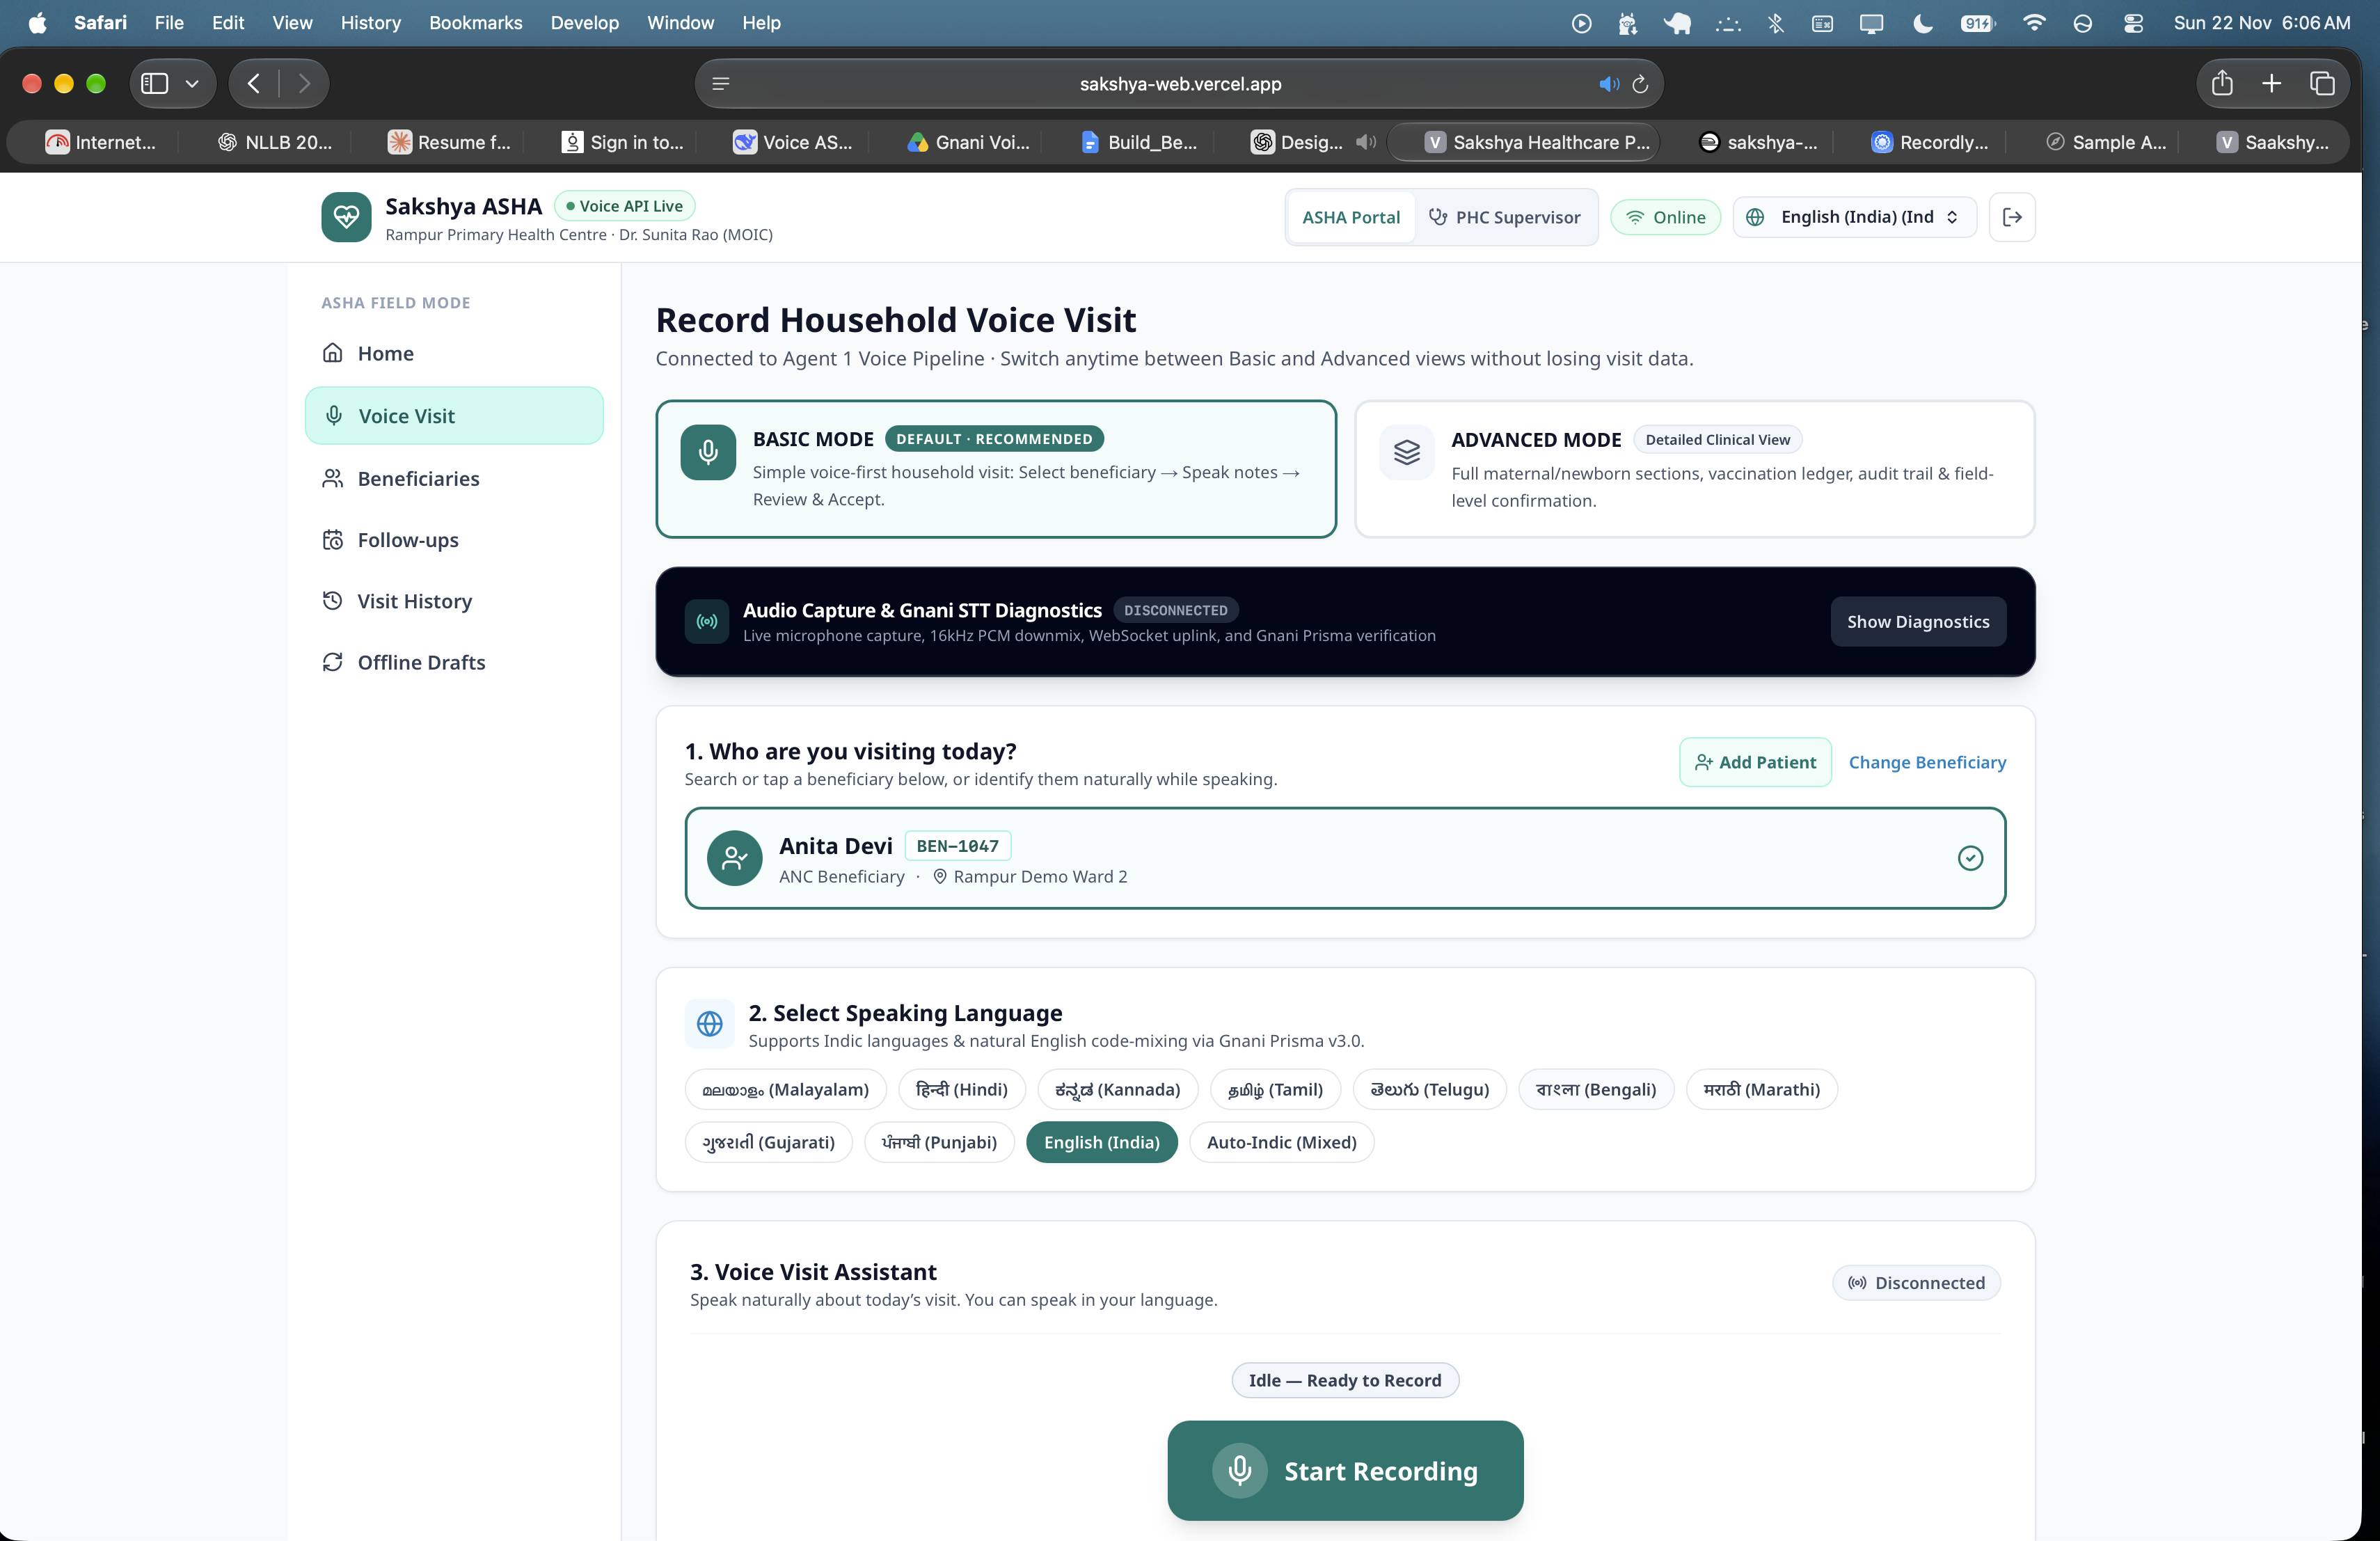 Safari File Edit View History Bookmarks Develop Window Help 91 Sun 22 Nov 6:06 AM
sakshya-web.vercel.app
Internet... NLLB 20... Resume f... Sign in to... Voice AS... Gnani Voi... Build_Be... Desig... Sakshya Healthcare P... sakshya-... Recordly... Sample A... Saakshy...
Sakshya ASHA Voice API Live
Rampur Primary Health Centre · Dr. Sunita Rao (MOIC)
ASHA Portal PHC Supervisor Online English (India) (Ind
ASHA FIELD MODE
Home
Voice Visit
Beneficiaries
Follow-ups
Visit History
Offline Drafts
Record Household Voice Visit
Connected to Agent 1 Voice Pipeline · Switch anytime between Basic and Advanced views without losing visit data.
BASIC MODE DEFAULT · RECOMMENDED
Simple voice-first household visit: Select beneficiary → Speak notes →
Review & Accept.
ADVANCED MODE Detailed Clinical View
Full maternal/newborn sections, vaccination ledger, audit trail & field-
level confirmation.
Audio Capture & Gnani STT Diagnostics DISCONNECTED
Live microphone capture, 16kHz PCM downmix, WebSocket uplink, and Gnani Prisma verification
Show Diagnostics
1. Who are you visiting today?
Search or tap a beneficiary below, or identify them naturally while speaking.
Add Patient Change Beneficiary
Anita Devi BEN-1047
ANC Beneficiary · Rampur Demo Ward 2
2. Select Speaking Language
Supports Indic languages & natural English code-mixing via Gnani Prisma v3.0.
മലയാളം (Malayalam) हिन्दी (Hindi) ಕನ್ನಡ (Kannada) தமிழ் (Tamil) తెలుగు (Telugu) বাংলা (Bengali) मराठी (Marathi)
ગુજરાતી (Gujarati) ਪੰਜਾਬੀ (Punjabi) English (India) Auto-Indic (Mixed)
3. Voice Visit Assistant
Speak naturally about today’s visit. You can speak in your language.
Disconnected
Idle — Ready to Record
Start Recording